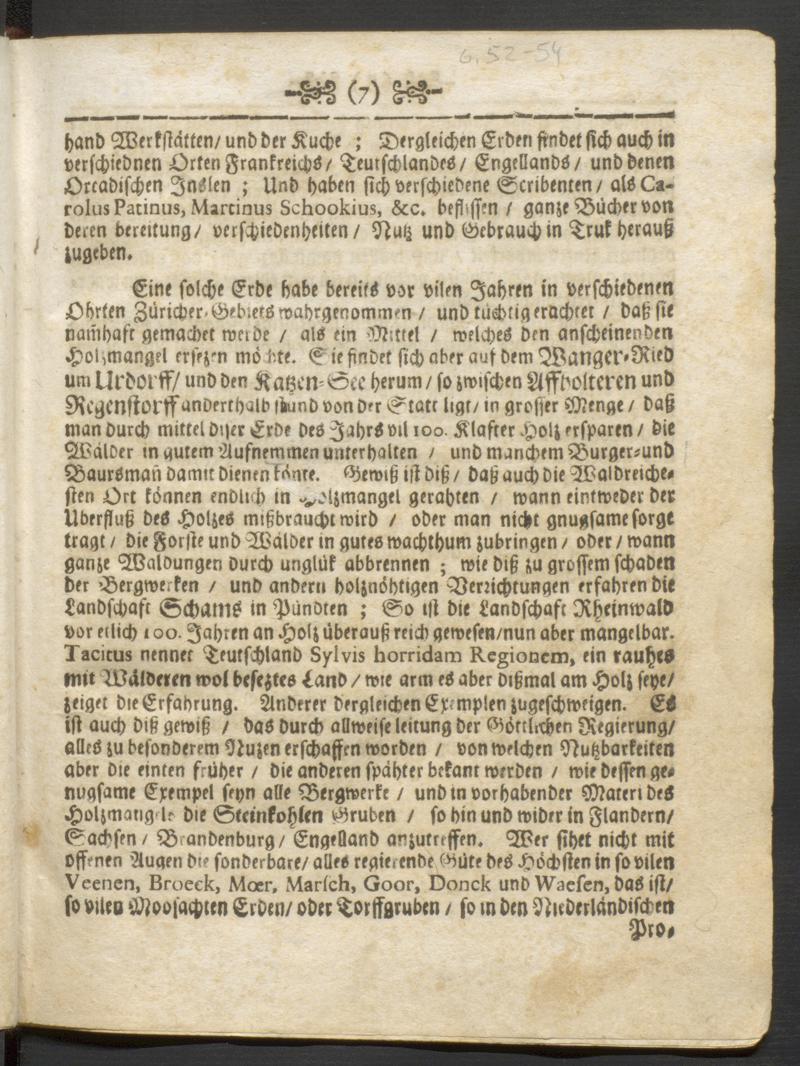 6. 52-54
(7)
hand Werkstätten/ und der Kuche ; Dergleichen Erden findet sich auch in
verschiednen Orten Frankreichs/ Teutschlandes/ Engellands/ und denen
Orcadischen Inslen ; Und haben sich verschiedene Scribenten/ als Ca-
rolus Patinus, Martinus Schookius, &c. beflissen / ganze Bücher von
deren bereitung/ verschiedenheiten/ Nutz und Gebrauch in Truk herauß
zugeben.
Eine solche Erde habe bereits vor vilen Jahren in verschiedenen
Ohrten Züricher-Gebiets wahrgenommen/ und tüchtig erachtet / daß sie
nam̃haft gemachet werde / als ein Mittel / welches den anscheinenden
Holzmangel ersezen möchte. Sie findet sich aber auf dem Wanger-Ried
um Urdorff/ und den Katzen-See herum/ so zwischen Affholteren und
Regenstorff anderthalb stund von der Statt ligt/ in grosser Menge/ daß
man durch mittel diser Erde des Jahrs vil 100. Klafter Holz ersparen/ die
Wälder in gutem Aufnemmen unterhalten / und manchem Burger-und
Baursmañ damit dienen könte. Gewiß ist diß/ daß auch die Waldreiche-
sten Ort können endlich in Holzmangel gerahten / wann eintweder der
Uberfluß des Holzes mißbraucht wird / oder man nicht gnugsame sorge
tragt/ die Forste und Wälder in gutes wachthum zubringen/ oder/ wann
ganze Waldungen durch unglük abbrennen ; wie diß zu grossem schaden
der Bergwerken / und andern holznöhtigen Verrichtungen erfahren die
Landschaft Schams in Pündten ; So ist die Landschaft Rheinwald
vor etlich 100. Jahren an Holz überauß reich gewesen/nun aber mangelbar.
Tacitus nennet Teutschland Sylvis horridam Regionem, ein rauhes
mit Wälderen wol beseztes Land/ wie arm es aber dißmal am Holz seye/
zeiget die Erfahrung. Anderer dergleichen Exemplen zugeschweigen. Es
ist auch diß gewiß / das durch allweise leitung der Göttlichen Regierung/
alles zu besonderem Nuzen erschaffen worden / von welchen Nutzbarkeiten
aber die einten früher / die anderen spähter bekant werden / wie dessen ge-
nugsame Exempel seyn alle Bergwerke / und in vorhabender Materi des
Holzmangels die Steinkohlen Gruben / so hin und wider in Flandern/
Sachsen / Brandenburg/ Engelland anzutreffen. Wer sihet nicht mit
offenen Augen die sonderbare/ alles regierende Güte des Höchsten in so vilen
Veenen, Broeck, Mœr, Marsch, Goor, Donck und Waesen, das ist/
so vilen Moosachten Erden/ oder Torffgruben / so in den Niederländischen
Pro-